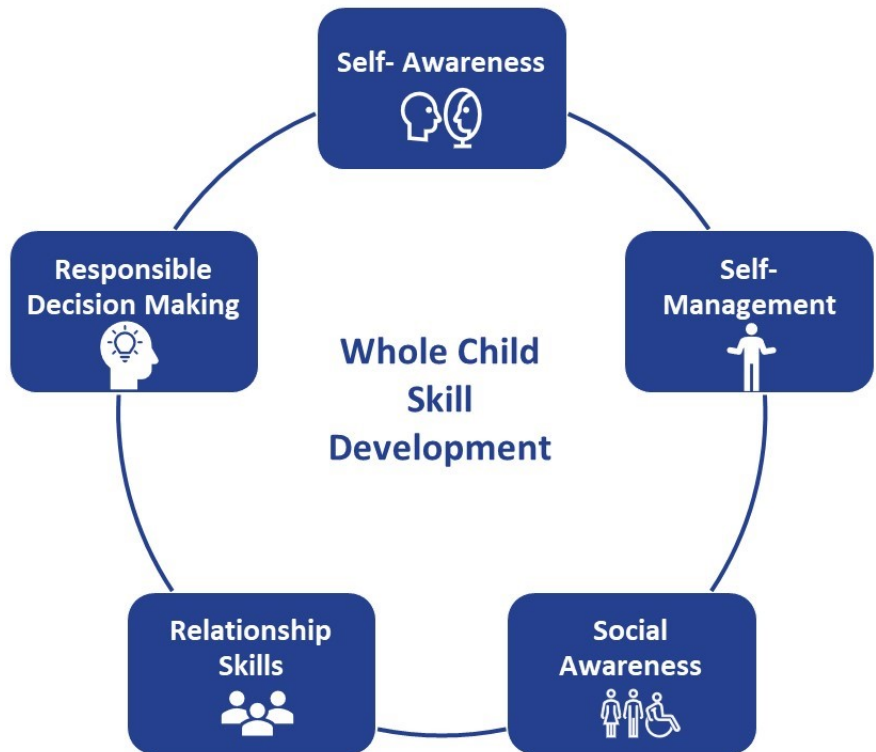 Self- Awareness
Self-
Management
Social
Awareness
Relationship
Skills
Responsible
Decision Making
Whole Child
Skill
Development